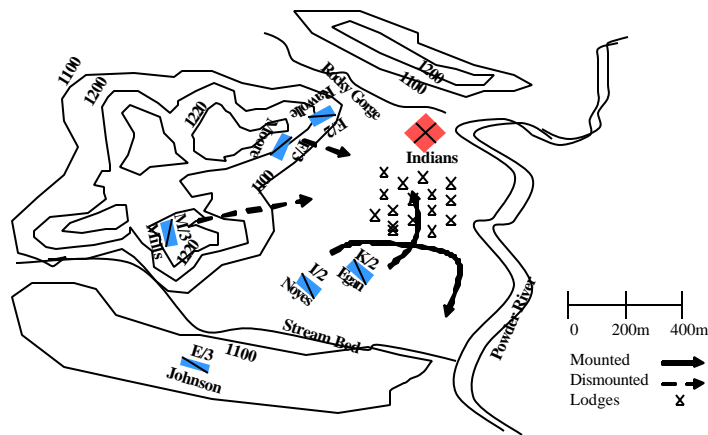 1100
1200
1220
Rocky Gorge
1200
1100
Rawolle
E/2
Moore
F/3
1100
Indians
M/3
Mills
1220
I/2
Noyes
K/2
Egan
Stream Bed
Powder River
E/3
1100
Johnson
0 200m 400m
Mounted
Dismounted
Lodges